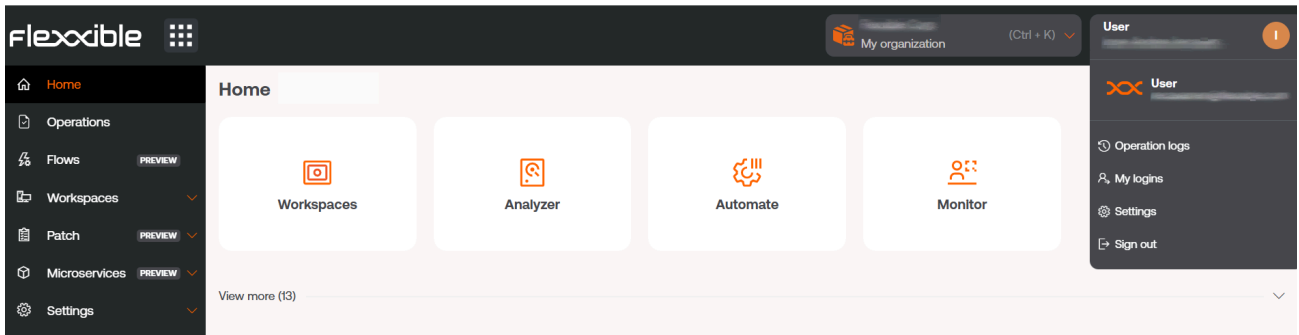 Flexxible
My organization
(Ctrl + K)
User
I
User
Home
Operations
Flows PREVIEW
Workspaces
Patch PREVIEW
Microservices PREVIEW
Settings
Home
Workspaces
Analyzer
Automate
Monitor
View more (13)
Operation logs
My logins
Settings
Sign out